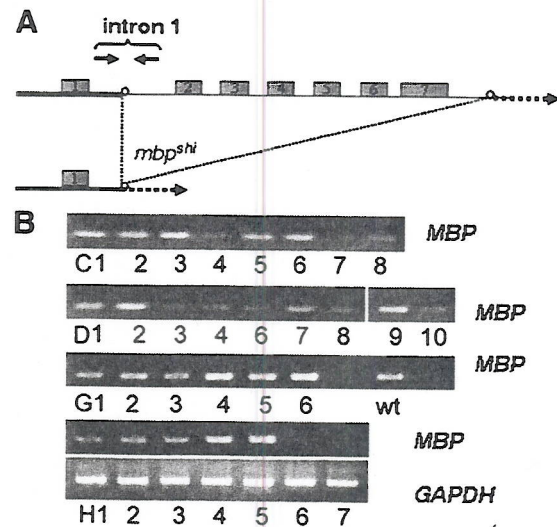 A
intron 1
1 2 3 4 5 6 7
mbpshi
1
B
MBP
C1 2 3 4 5 6 7 8
MBP
D1 2 3 4 6 7 8 9 10
MBP
G1 2 3 4 5 6 wt
MBP
GAPDH
H1 2 3 4 5 6 7